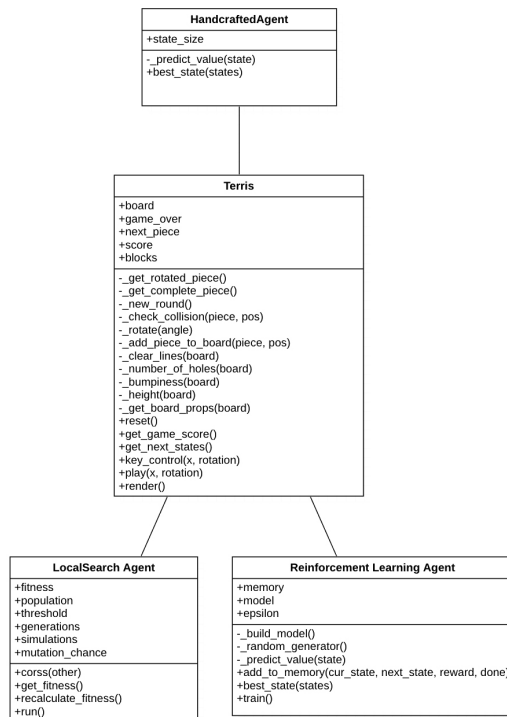 HandcraftedAgent
+state_size
-_predict_value(state)
+best_state(states)
Terris
+board
+game_over
+next_piece
+score
+blocks
-_get_rotated_piece()
-_get_complete_piece()
-_new_round()
-_check_collision(piece, pos)
-_rotate(angle)
-_add_piece_to_board(piece, pos)
-_clear_lines(board)
-_number_of_holes(board)
-_bumpiness(board)
-_height(board)
-_get_board_props(board)
+reset()
+get_game_score()
+get_next_states()
+key_control(x, rotation)
+play(x, rotation)
+render()
LocalSearch Agent
+fitness
+population
+threshold
+generations
+simulations
+mutation_chance
+corss(other)
+get_fitness()
+recalculate_fitness()
+run()
Reinforcement Learning Agent
+memory
+model
+epsilon
-_build_model()
-_random_generator()
-_predict_value(state)
+add_to_memory(cur_state, next_state, reward, done)
+best_state(states)
+train()